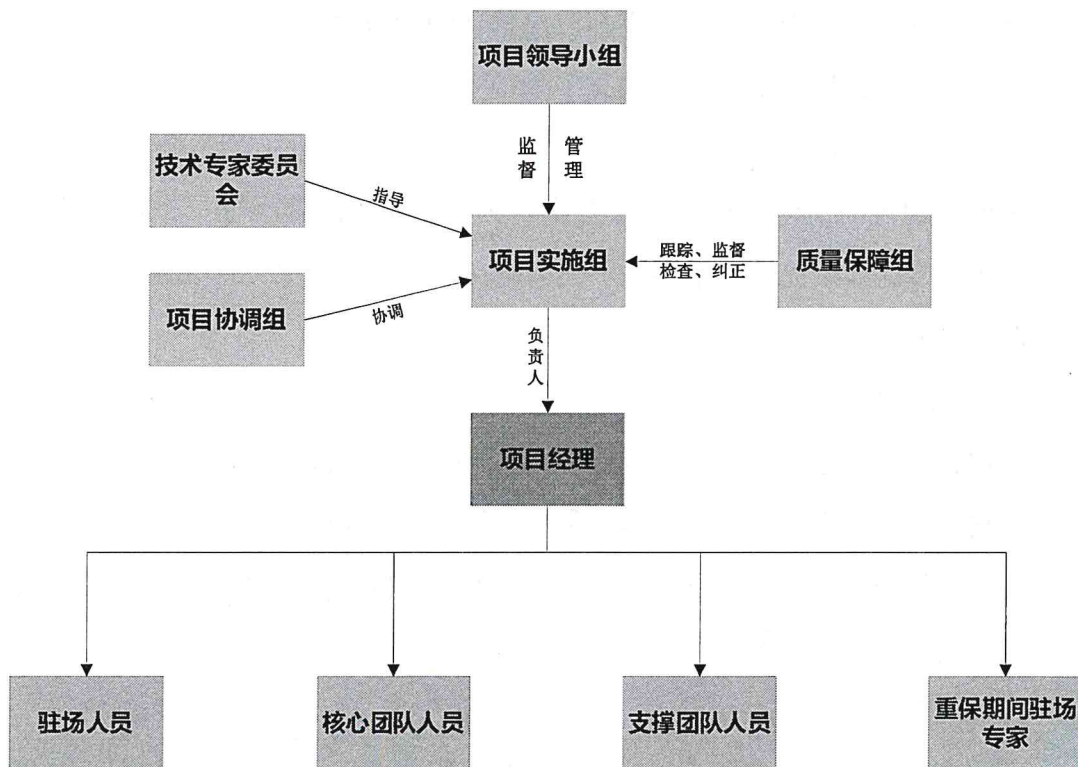 项目领导小组
监督
管理
技术专家委员
会
指导
项目实施组
跟踪、监督
检查、纠正
质量保障组
项目协调组
协调
负责人
项目经理
驻场人员
核心团队人员
支撑团队人员
重保期间驻场
专家